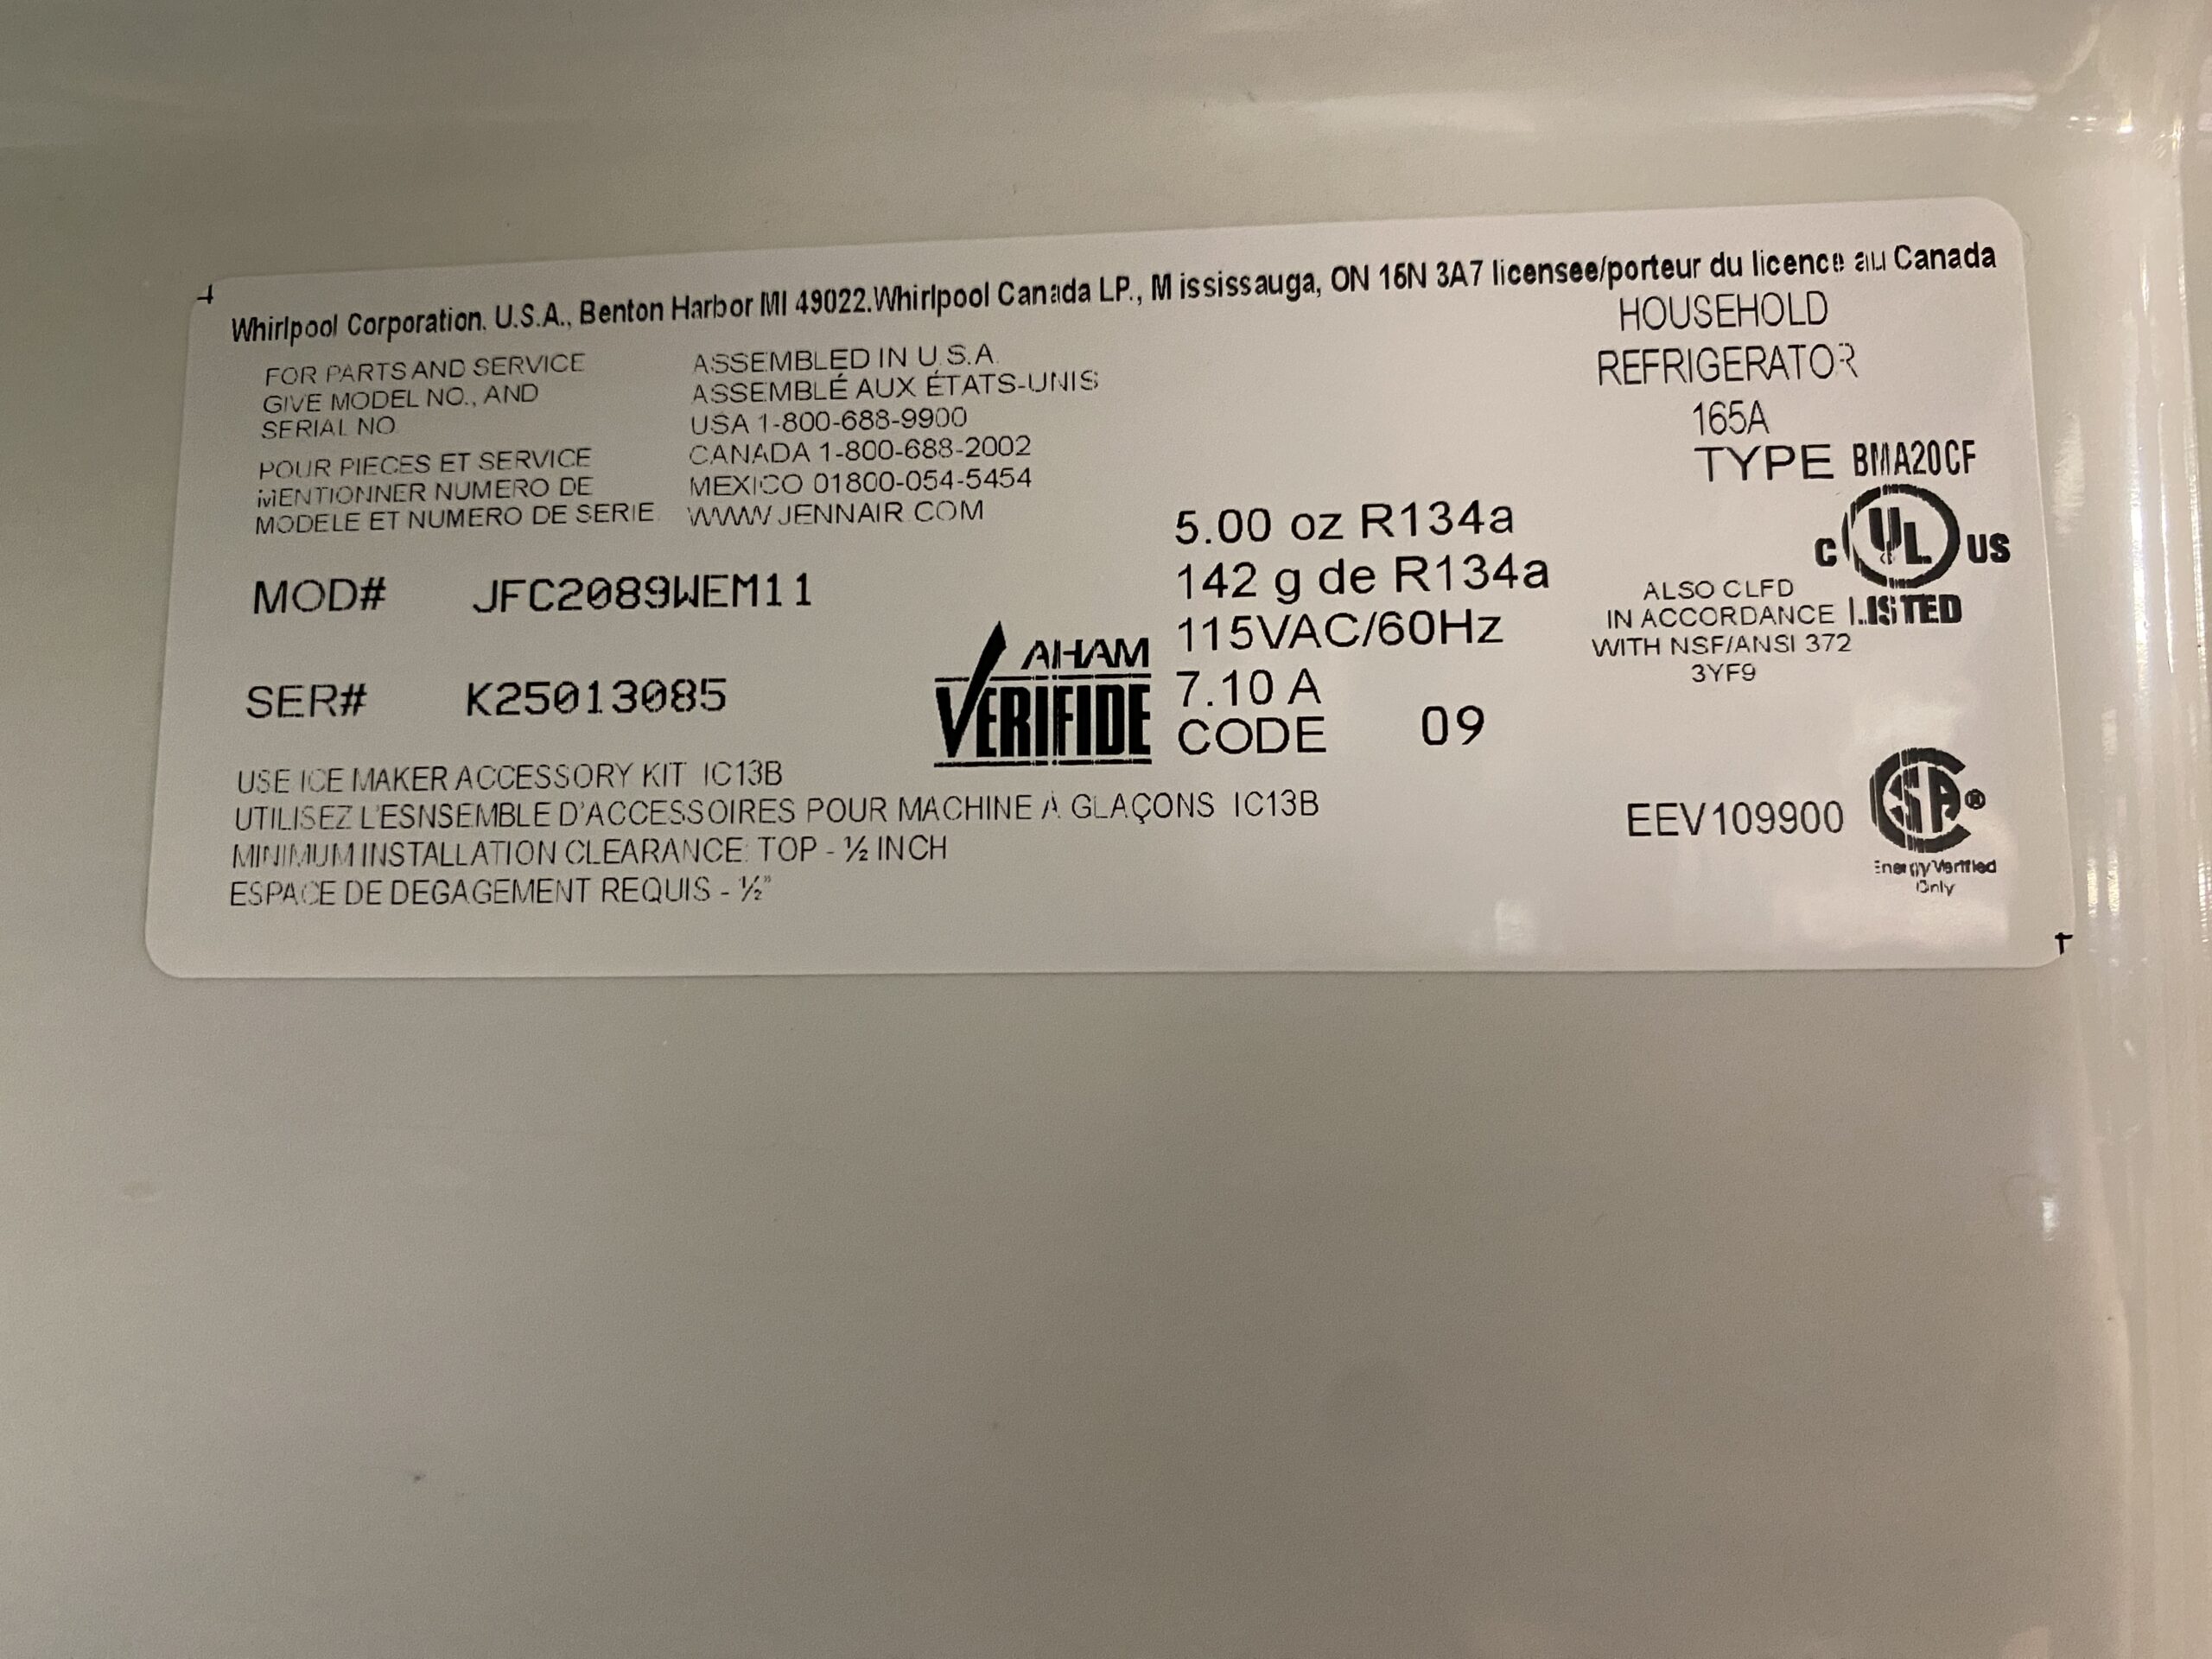 Whirlpool Corporation, U.S.A., Benton Harbor MI 49022.Whirlpool Canada LP., Mississauga, ON 16N 3A7 licensee/porteur du licence au Canada
FOR PARTS AND SERVICE
GIVE MODEL NO., AND
SERIAL NO.
POUR PIECES ET SERVICE
MENTIONNER NUMERO DE
MODELE ET NUMERO DE SERIE.
ASSEMBLED IN U.S.A.
ASSEMBLÉ AUX ÉTATS-UNIS
USA 1-800-688-9900
CANADA 1-800-688-2002
MEXICO 01800-054-5454
WWW.JENNAIR.COM
HOUSEHOLD
REFRIGERATOR
165A
TYPE BMA20CF
C UL US
LISTED
ALSO CLFD
IN ACCORDANCE
WITH NSF/ANSI 372
3YF9
5.00 oz R134a
142 g de R134a
115VAC/60Hz
7.10 A
CODE 09
MOD# JFC2089WEM11
SER# K25013085
AHAM
VERIFIDE
USE ICE MAKER ACCESSORY KIT IC13B
UTILISEZ L'ESNSEMBLE D'ACCESSOIRES POUR MACHINE À GLAÇONS IC13B
MINIMUM INSTALLATION CLEARANCE: TOP - ½ INCH
ESPACE DE DEGAGEMENT REQUIS - ½"
EEV109900
CSA®
Energy Verified
Only